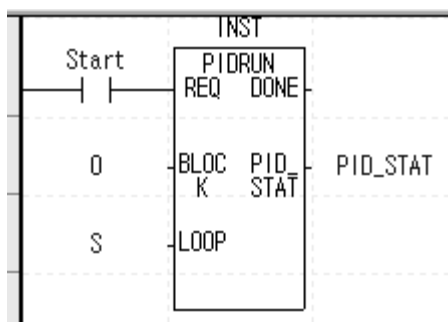 INST
Start
PIDRUN
REQ DONE
0 BLOC PID_ PID_STAT
K STAT
S LOOP